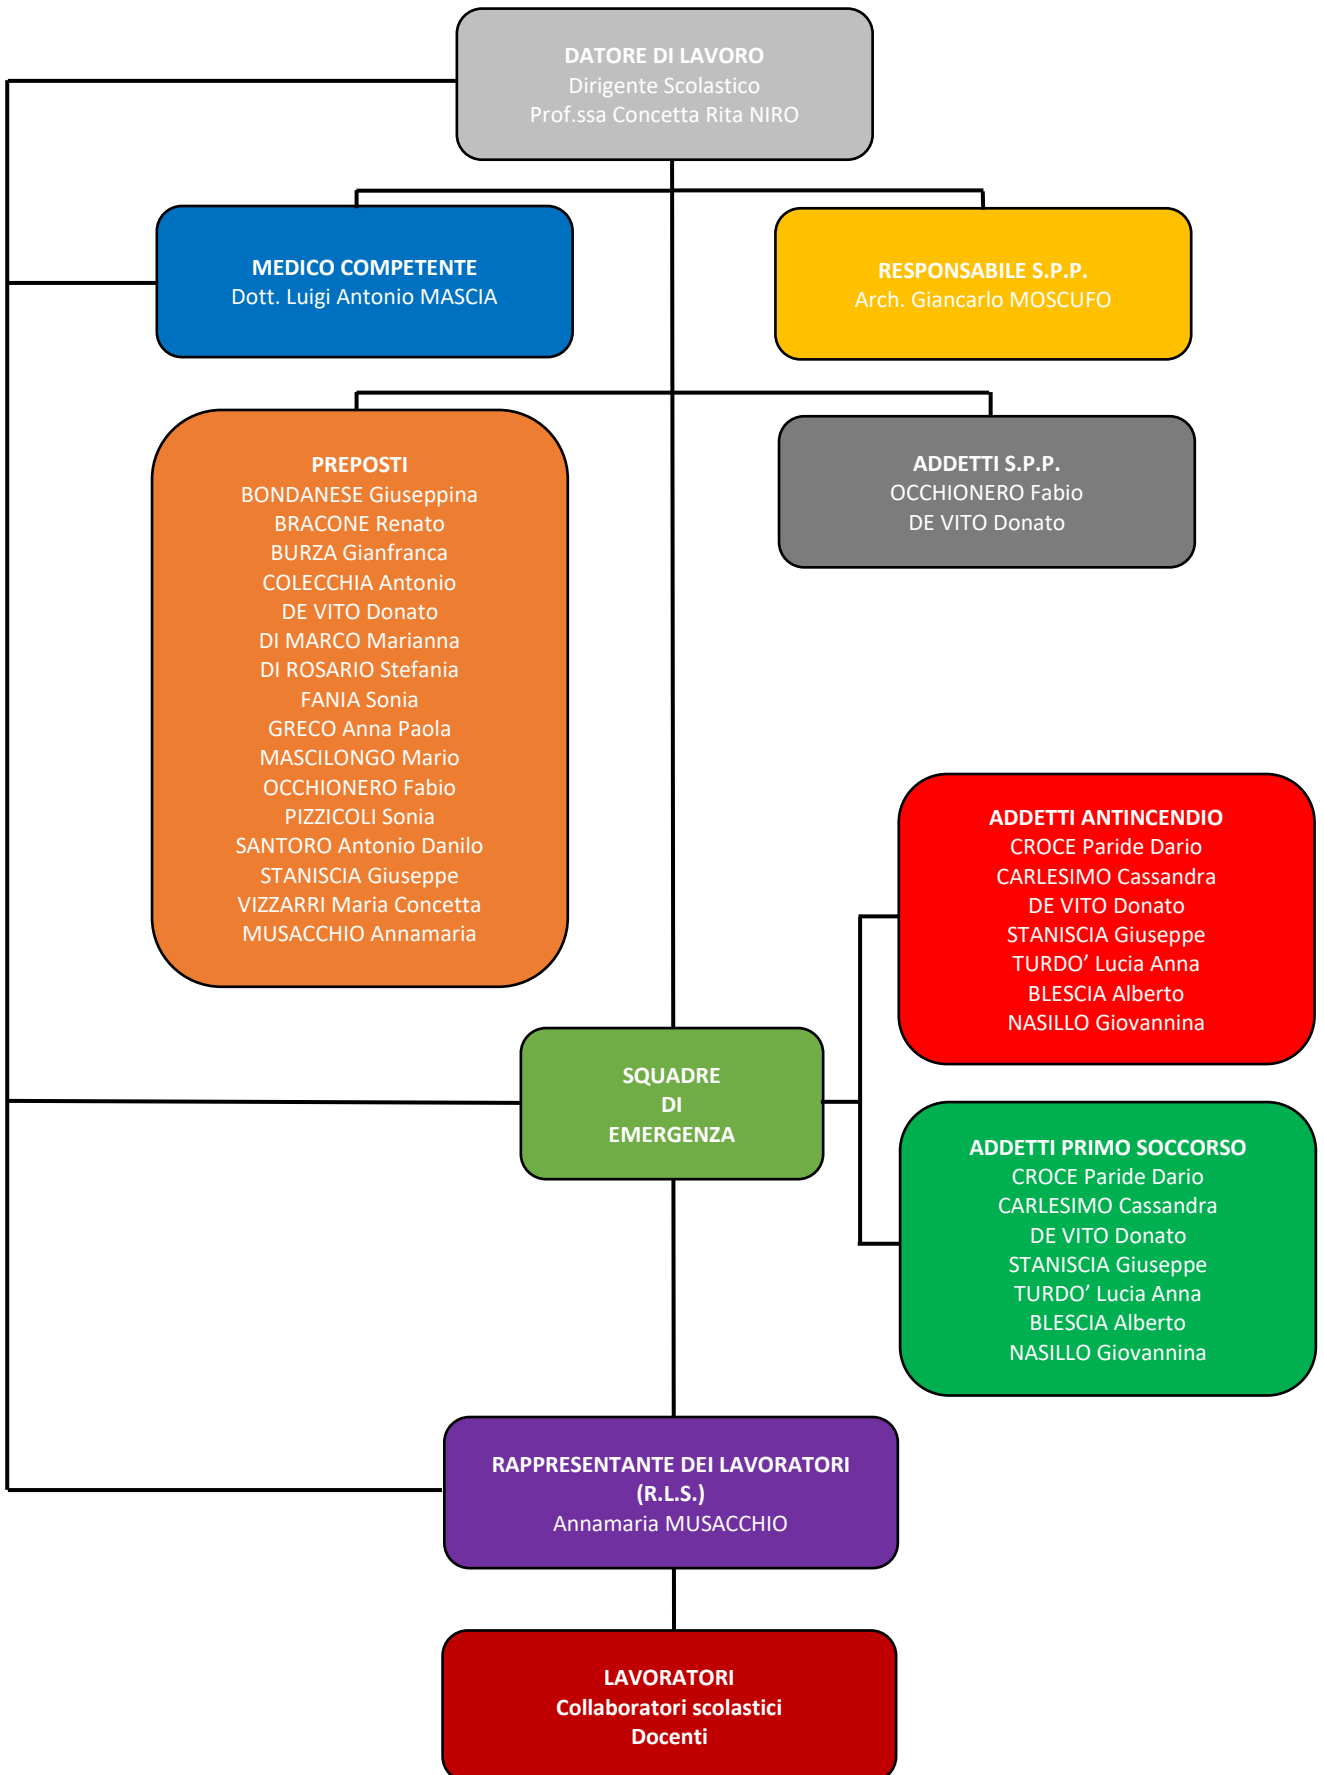 DATORE DI LAVORO
Dirigente Scolastico
Prof.ssa Concetta Rita NIRO
MEDICO COMPETENTE
Dott. Luigi Antonio MASCIA
RESPONSABILE S.P.P.
Arch. Giancarlo MOSCUFO
PREPOSTI
BONDANESE Giuseppina
BRACONE Renato
BURZA Gianfranca
COLECCHIA Antonio
DE VITO Donato
DI MARCO Marianna
DI ROSARIO Stefania
FANIA Sonia
GRECO Anna Paola
MASCILONGO Mario
OCCHIONERO Fabio
PIZZICOLI Sonia
SANTORO Antonio Danilo
STANISCIA Giuseppe
VIZZARRI Maria Concetta
MUSACCHIO Annamaria
ADDETTI S.P.P.
OCCHIONERO Fabio
DE VITO Donato
ADDETTI ANTINCENDIO
CROCE Paride Dario
CARLESIMO Cassandra
DE VITO Donato
STANISCIA Giuseppe
TURDO’ Lucia Anna
BLESCIA Alberto
NASILLO Giovannina
SQUADRE
DI
EMERGENZA
ADDETTI PRIMO SOCCORSO
CROCE Paride Dario
CARLESIMO Cassandra
DE VITO Donato
STANISCIA Giuseppe
TURDO’ Lucia Anna
BLESCIA Alberto
NASILLO Giovannina
RAPPRESENTANTE DEI LAVORATORI
(R.L.S.)
Annamaria MUSACCHIO
LAVORATORI
Collaboratori scolastici
Docenti